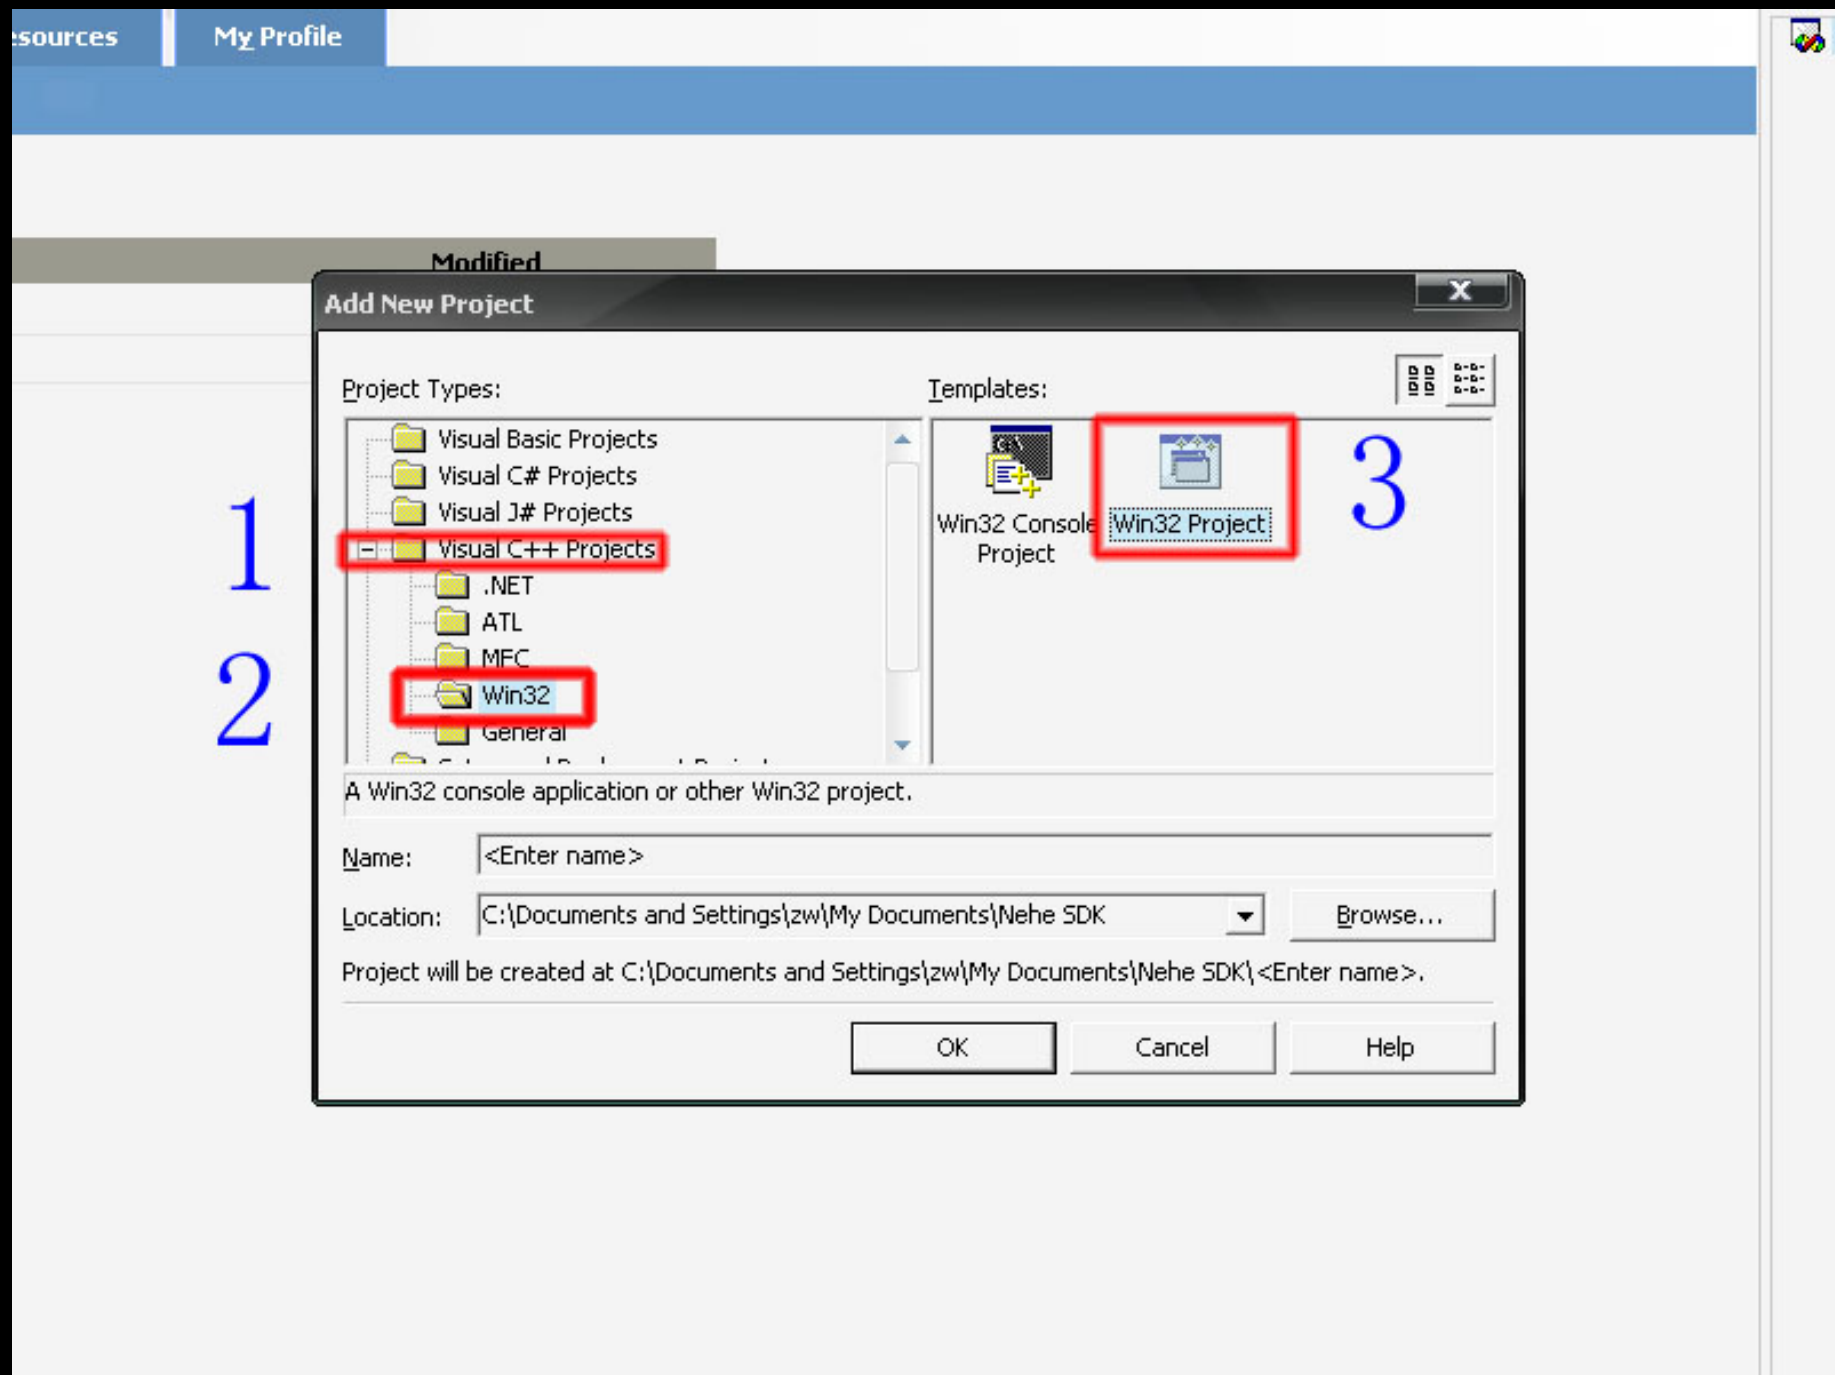 My Profile
Modified
Add New Project
Project Types:
Templates:
Visual Basic Projects
Visual C# Projects
Visual J# Projects
Visual C++ Projects
.NET
ATL
MFC
Win32
General
Win32 Console
Project
Win32 Project
1
2
3
A Win32 console application or other Win32 project.
Name:
<Enter name>
Location:
C:\Documents and Settings\zw\My Documents\Nehe SDK
Browse...
Project will be created at C:\Documents and Settings\zw\My Documents\Nehe SDK\<Enter name>.
OK
Cancel
Help